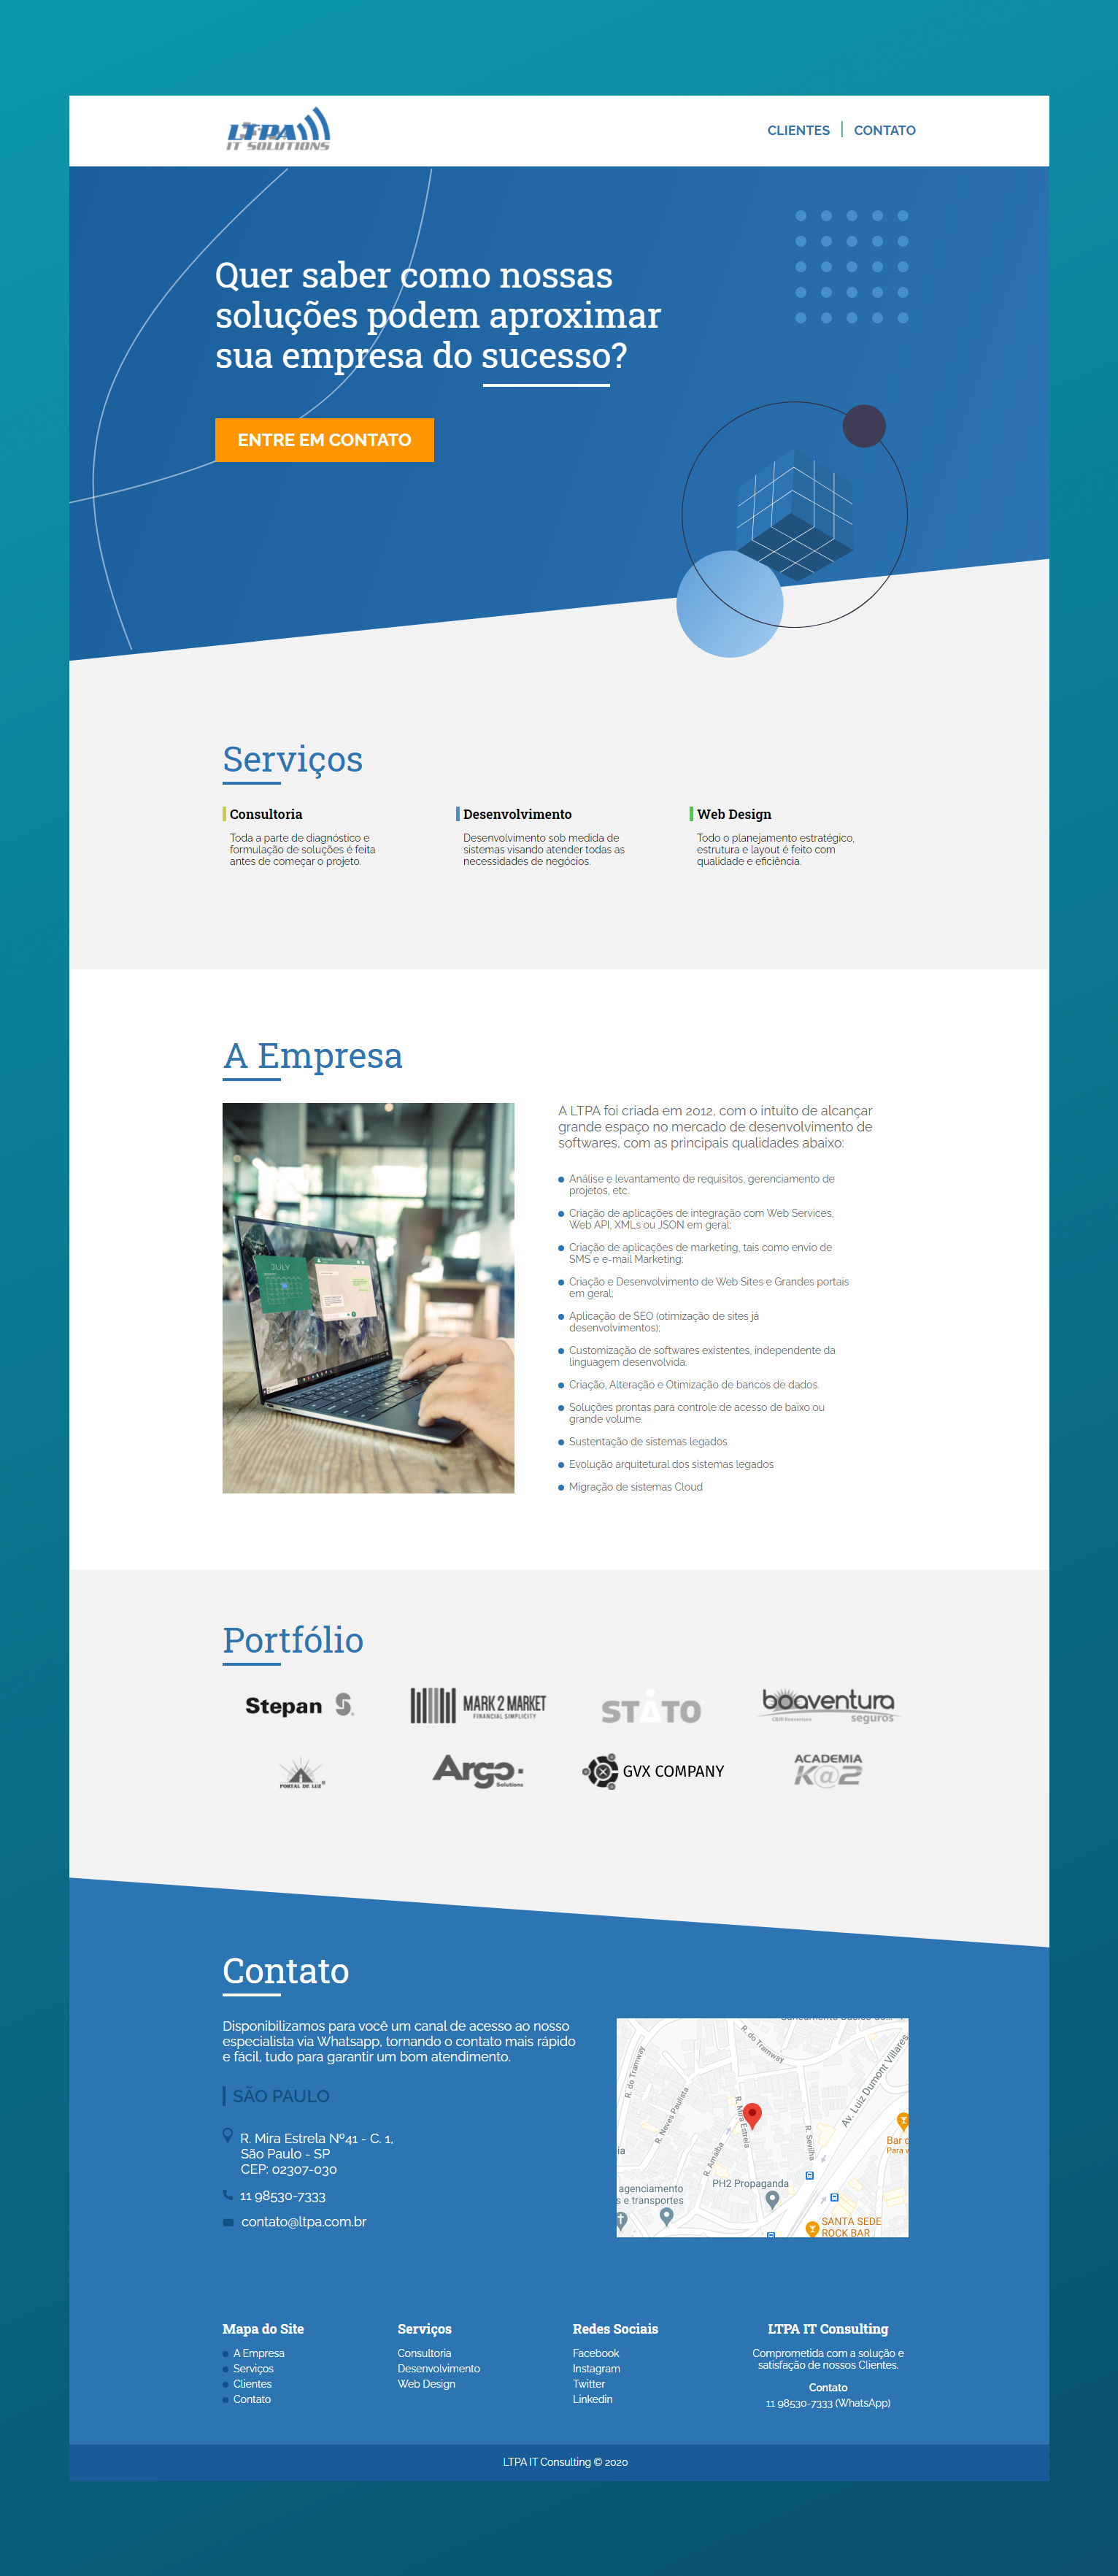 LTPA
IT SOLUTIONS
CLIENTES
CONTATO
Quer saber como nossas
soluções podem aproximar
sua empresa do sucesso?
ENTRE EM CONTATO
Serviços
Consultoria
Toda a parte de diagnóstico e
formulação de soluções é feita
antes de começar o projeto.
Desenvolvimento
Desenvolvimento sob medida de
sistemas visando atender todas as
necessidades de negócios.
Web Design
Todo o planejamento estratégico,
estrutura e layout é feito com
qualidade e eficiência.
A Empresa
JULY
A LTPA foi criada em 2012, com o intuito de alcançar
grande espaço no mercado de desenvolvimento de
softwares, com as principais qualidades abaixo:
Análise e levantamento de requisitos, gerenciamento de
projetos, etc.
Criação de aplicações de integração com Web Services,
Web API, XMLs ou JSON em geral;
Criação de aplicações de marketing, tais como envio de
SMS e e-mail Marketing;
Criação e Desenvolvimento de Web Sites e Grandes portais
em geral;
Aplicação de SEO (otimização de sites já
desenvolvimentos);
Customização de softwares existentes, independente da
linguagem desenvolvida.
Criação, Alteração e Otimização de bancos de dados.
Soluções prontas para controle de acesso de baixo ou
grande volume.
Sustentação de sistemas legados
Evolução arquitetural dos sistemas legados
Migração de sistemas Cloud
Portfólio
Stepan
MARK 2 MARKET
FINANCIAL SIMPLICITY
STATO
boaventura
seguros
PORTAL DE LUZ
Argo
Solutions
GVX COMPANY
ACADEMIA
K@2
Contato
Disponibilizamos para você um canal de acesso ao nosso
especialista via Whatsapp, tornando o contato mais rápido
e fácil, tudo para garantir um bom atendimento.
SÃO PAULO
R. Mira Estrela Nº41 - C. 1,
São Paulo - SP
CEP: 02307-030
11 98530-7333
contato@ltpa.com.br
R. do Tramway
R. do Tramway
Av. Luiz Dumont Villares
R. Neves Paulista
R. Mira Estrela
R. Amalba
R. Sevilha
ia
Bar d
Para v
PH2 Propaganda
agenciamento
s e transportes
SANTA SEDE
ROCK BAR
Mapa do Site
A Empresa
Serviços
Clientes
Contato
Serviços
Consultoria
Desenvolvimento
Web Design
Redes Sociais
Facebook
Instagram
Twitter
Linkedin
LTPA IT Consulting
Comprometida com a solução e
satisfação de nossos Clientes.
Contato
11 98530-7333 (WhatsApp)
LTPA IT Consulting © 2020